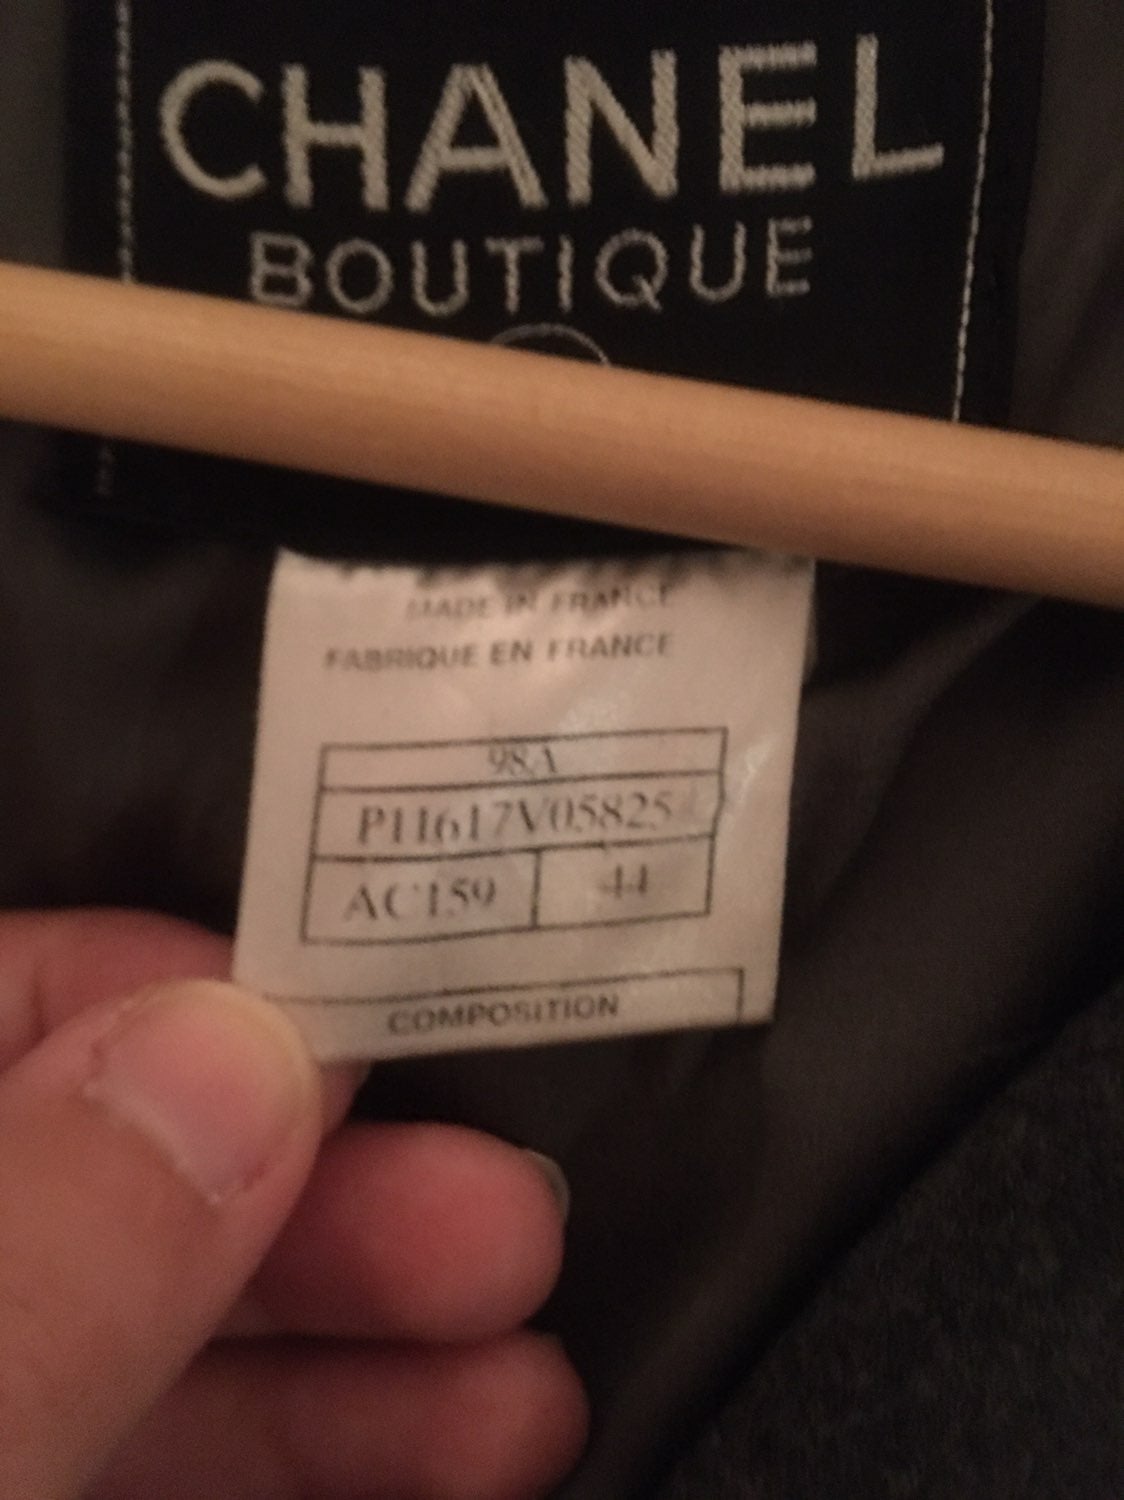 CHANEL
BOUTIQUE
MADE IN FRANCE
FABRIQUE EN FRANCE
98A
P11617V05825
AC159 44
COMPOSITION